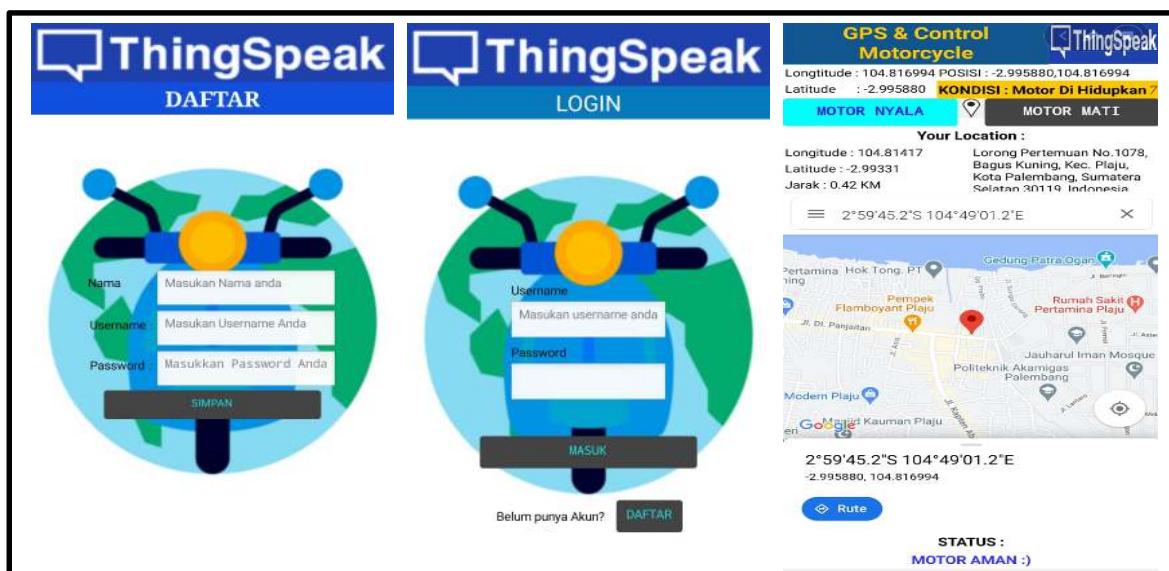 ThingSpeak
DAFTAR
Nama
Masukan Nama anda
Username :
Masukan Username Anda
Password :
Masukkan Password Anda
SIMPAN
ThingSpeak
LOGIN
Username
Masukan username anda
Password
MASUK
Belum punya Akun?
DAFTAR
GPS & Control
Motorcycle
ThingSpeak
Longtitude : 104.816994 POSISI : -2.995880,104.816994
Latitude : -2.995880 KONDISI : Motor Di Hidupkan
MOTOR NYALA
MOTOR MATI
Your Location :
Longitude : 104.81417
Latitude : -2.99331
Jarak : 0.42 KM
Lorong Pertemuan No.1078,
Bagus Kuning, Kec. Plaju,
Kota Palembang, Sumatera
Selatan 30119, Indonesia
2°59'45.2"S 104°49'01.2"E
Gedung Patra Ogan
Pertamina
Hok Tong. PT
Pempek
Flamboyant Plaju
Rumah Sakit
Pertamina Plaju
Jl. DI. Panjaitan
Jauharul Iman Mosque
Politeknik Akamigas
Palembang
Modern Plaju
Google
Masjid Kauman Plaju
2°59'45.2"S 104°49'01.2"E
-2.995880, 104.816994
Rute
STATUS :
MOTOR AMAN :)